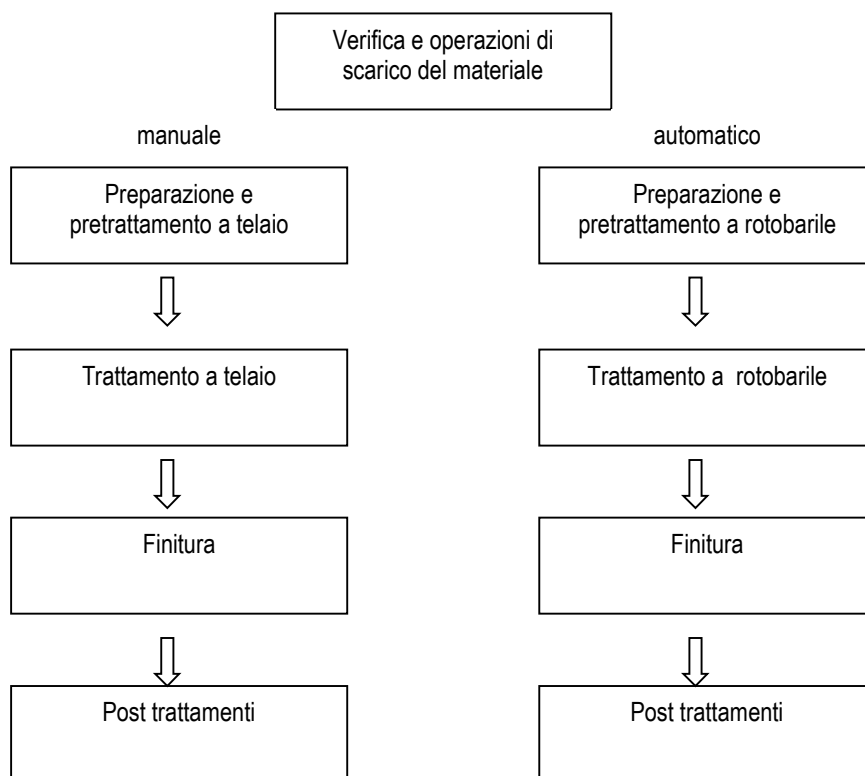 Verifica e operazioni di
scarico del materiale
manuale
automatico
Preparazione e
pretrattamento a telaio
Preparazione e
pretrattamento a rotobarile
Trattamento a telaio
Trattamento a  rotobarile
Finitura
Finitura
Post trattamenti
Post trattamenti